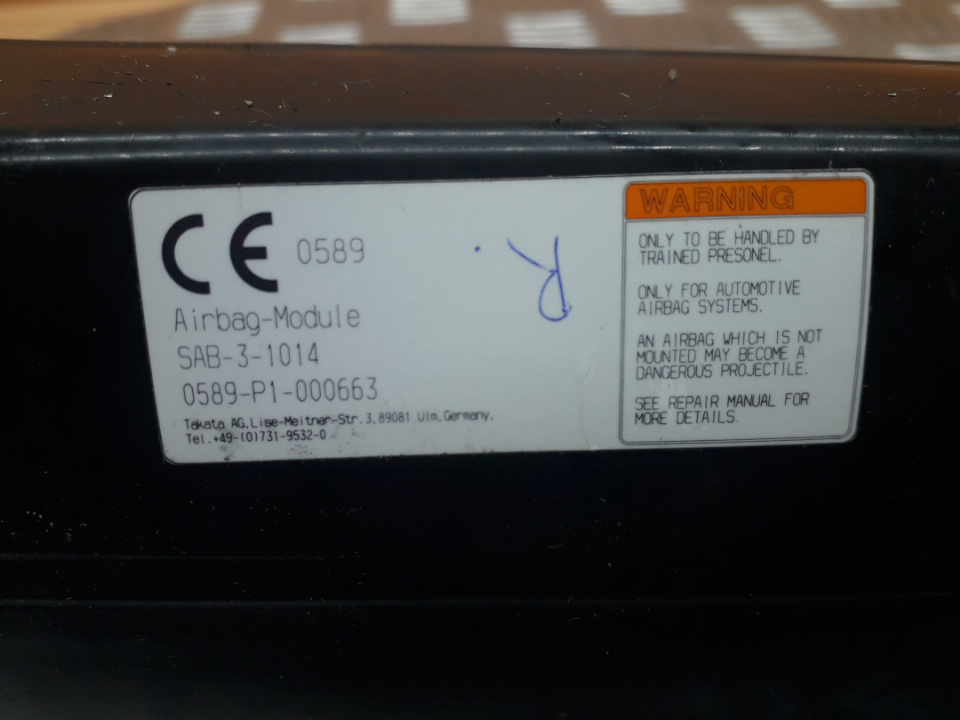 CE 0589
Airbag-Module
SAB-3-1014
0589-P1-000663
Takata AG, Lise-Meitner-Str. 3, 89081 Ulm, Germany.
Tel.+49-(0)731-9532-0
R.
WARNING
ONLY TO BE HANDLED BY
TRAINED PRESONEL.
ONLY FOR AUTOMOTIVE
AIRBAG SYSTEMS.
AN AIRBAG WHICH IS NOT
MOUNTED MAY BECOME A
DANGEROUS PROJECTILE.
SEE REPAIR MANUAL FOR
MORE DETAILS.